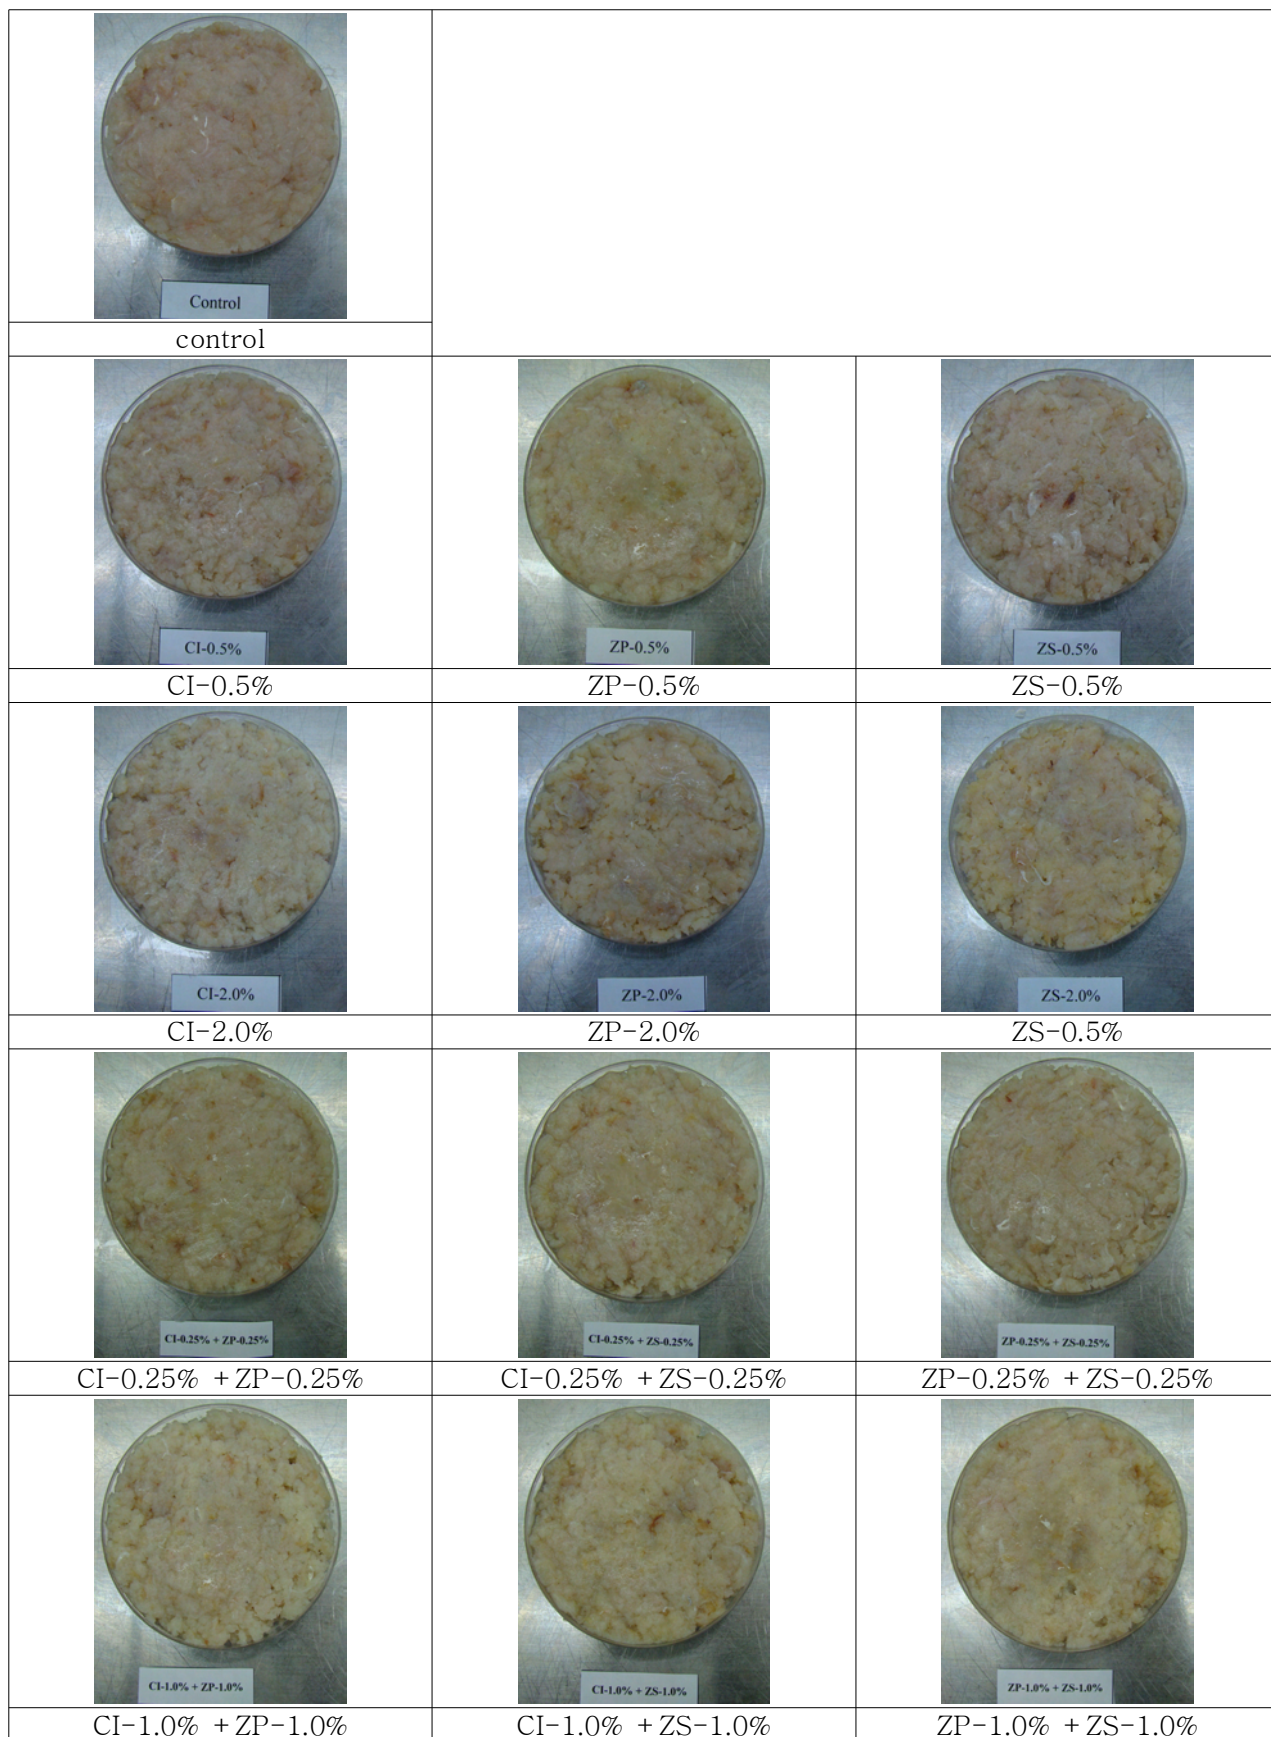 Control
control
CI-0.5%
ZP-0.5%
ZS-0.5%
CI-0.5%
ZP-0.5%
ZS-0.5%
CI-2.0%
ZP-2.0%
ZS-2.0%
CI-2.0%
ZP-2.0%
ZS-0.5%
CI-0.25% + ZP-0.25%
CI-0.25% + ZS-0.25%
ZP-0.25% + ZS-0.25%
CI-0.25% +ZP-0.25%
CI-0.25% +ZS-0.25%
ZP-0.25% +ZS-0.25%
CI-1.0% + ZP-1.0%
CI-1.0% + ZS-1.0%
ZP-1.0% + ZS-1.0%
CI-1.0% +ZP-1.0%
CI-1.0% +ZS-1.0%
ZP-1.0% +ZS-1.0%